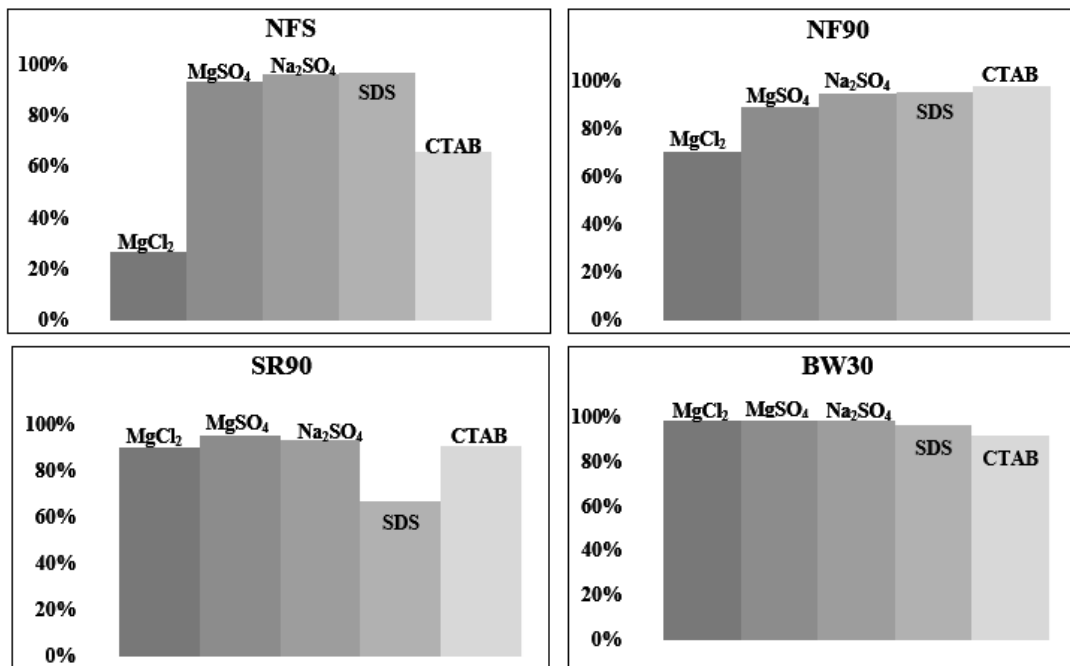 NFS
100%
80%
60%
40%
20%
0%
MgCl₂
MgSO₄
Na₂SO₄
SDS
CTAB
NF90
100%
80%
60%
40%
20%
0%
MgCl₂
MgSO₄
Na₂SO₄
SDS
CTAB
SR90
100%
80%
60%
40%
20%
0%
MgCl₂
MgSO₄
Na₂SO₄
SDS
CTAB
BW30
100%
80%
60%
40%
20%
0%
MgCl₂
MgSO₄
Na₂SO₄
SDS
CTAB